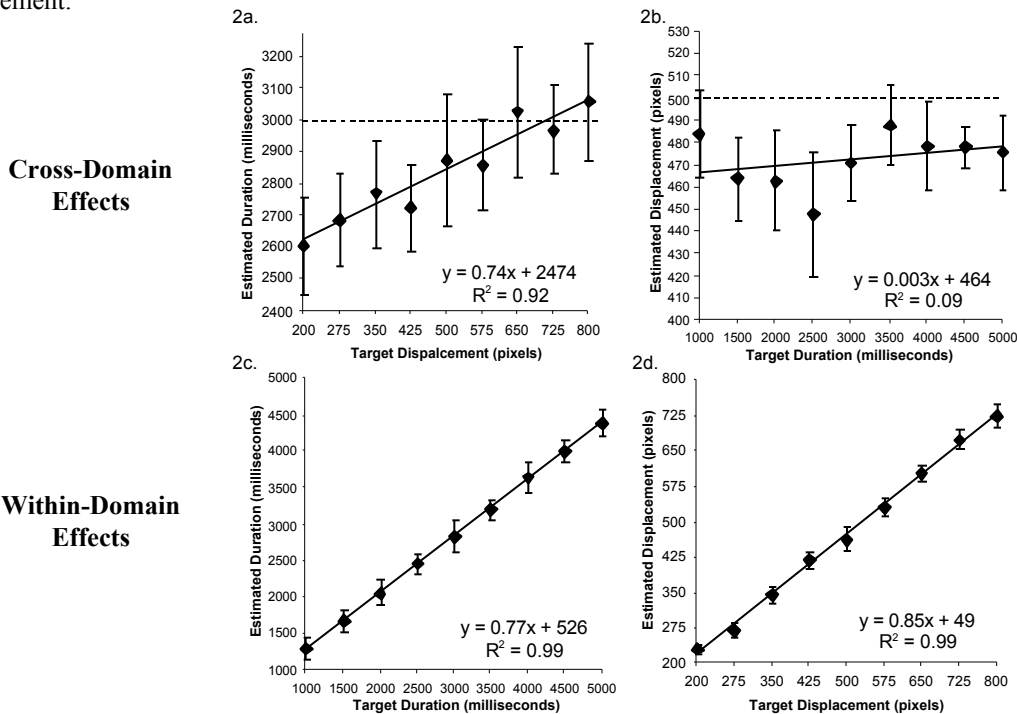 ement.
2a.
3200
3100
3000
2900
2800
2700
2600
2500
2400
Estimated Duration (milliseconds)
y = 0.74x + 2474
R² = 0.92
200 275 350 425 500 575 650 725 800
Target Dispalcement (pixels)
2b.
530
520
510
500
490
480
470
460
450
440
430
420
410
400
Estimated Displacement (pixels)
y = 0.003x + 464
R² = 0.09
1000 1500 2000 2500 3000 3500 4000 4500 5000
Target Duration (milliseconds)
Cross-Domain
Effects
2c.
5000
4500
4000
3500
3000
2500
2000
1500
1000
Estimated Duration (milliseconds)
y = 0.77x + 526
R² = 0.99
1000 1500 2000 2500 3000 3500 4000 4500 5000
Target Duration (milliseconds)
2d.
800
725
650
575
500
425
350
275
200
Estimated Displacement (pixels)
y = 0.85x + 49
R² = 0.99
200 275 350 425 500 575 650 725 800
Target Displacement (pixels)
Within-Domain
Effects